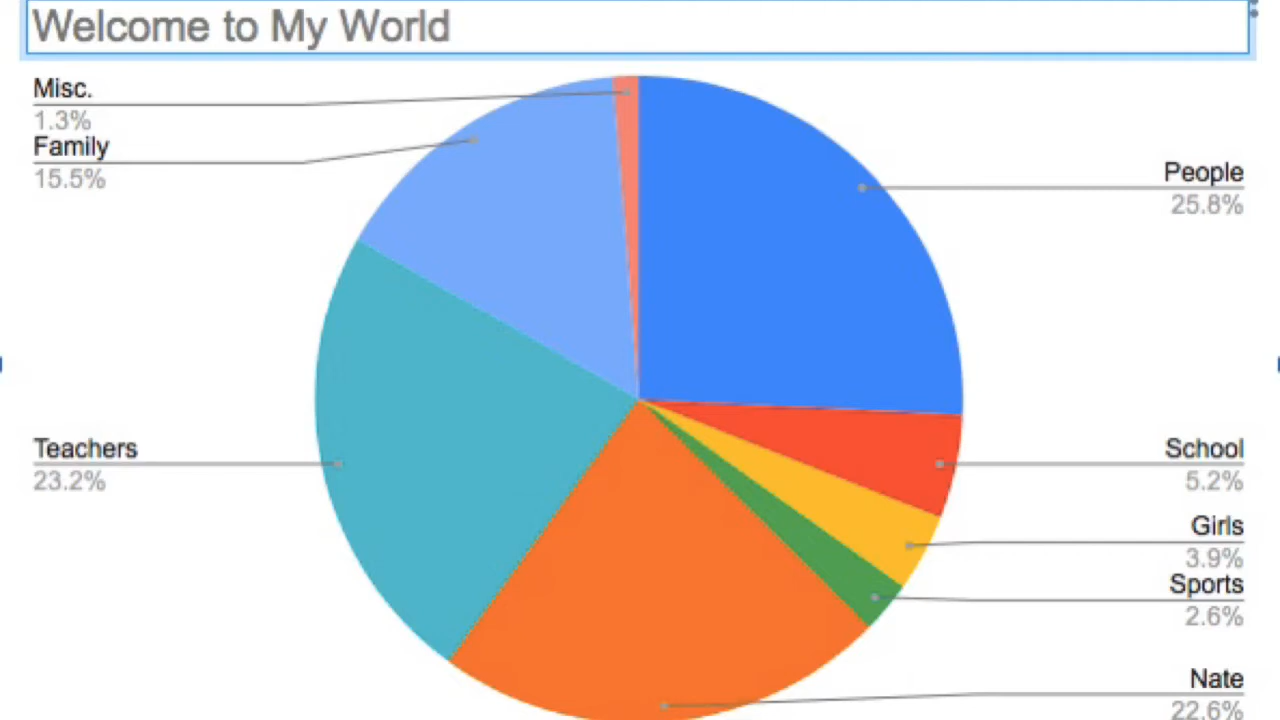 Welcome to My World
Misc.
1.3%
Family
15.5%
People
25.8%
Teachers
23.2%
School
5.2%
Girls
3.9%
Sports
2.6%
Nate
22.6%